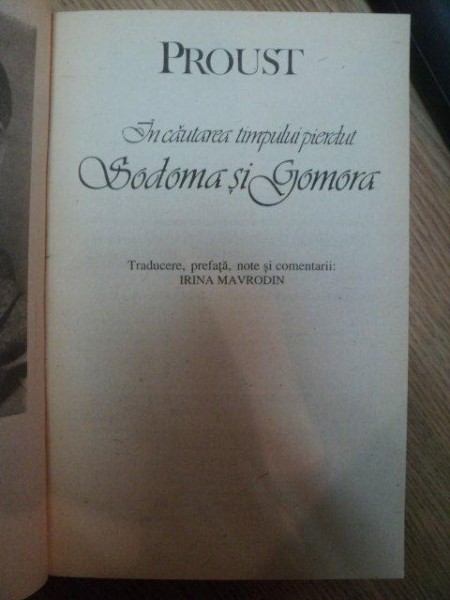 PROUST
În căutarea timpului pierdut
Sodoma și Gomora
Traducere, prefață, note și comentarii:
IRINA MAVRODIN